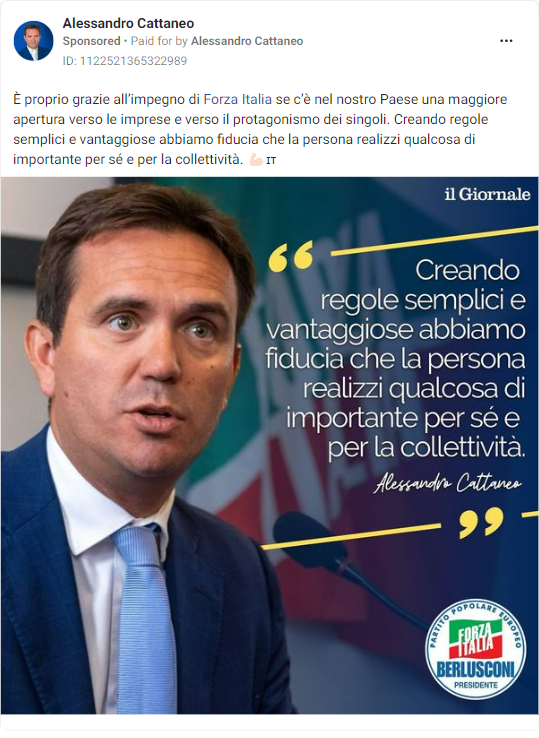 Alessandro Cattaneo
Sponsored • Paid for by Alessandro Cattaneo
ID: 1122521365322989
È proprio grazie all'impegno di Forza Italia se c'è nel nostro Paese una maggiore
apertura verso le imprese e verso il protagonismo dei singoli. Creando regole
semplici e vantaggiose abbiamo fiducia che la persona realizzi qualcosa di
importante per sé e per la collettività. 💪🏻 IT
il Giornale
“
Creando
regole semplici e
vantaggiose abbiamo
fiducia che la persona
realizzi qualcosa di
importante per sé e
per la collettività.
Alessandro Cattaneo
”
PARTITO POPOLARE EUROPEO
FORZA
ITALIA
BERLUSCONI
PRESIDENTE